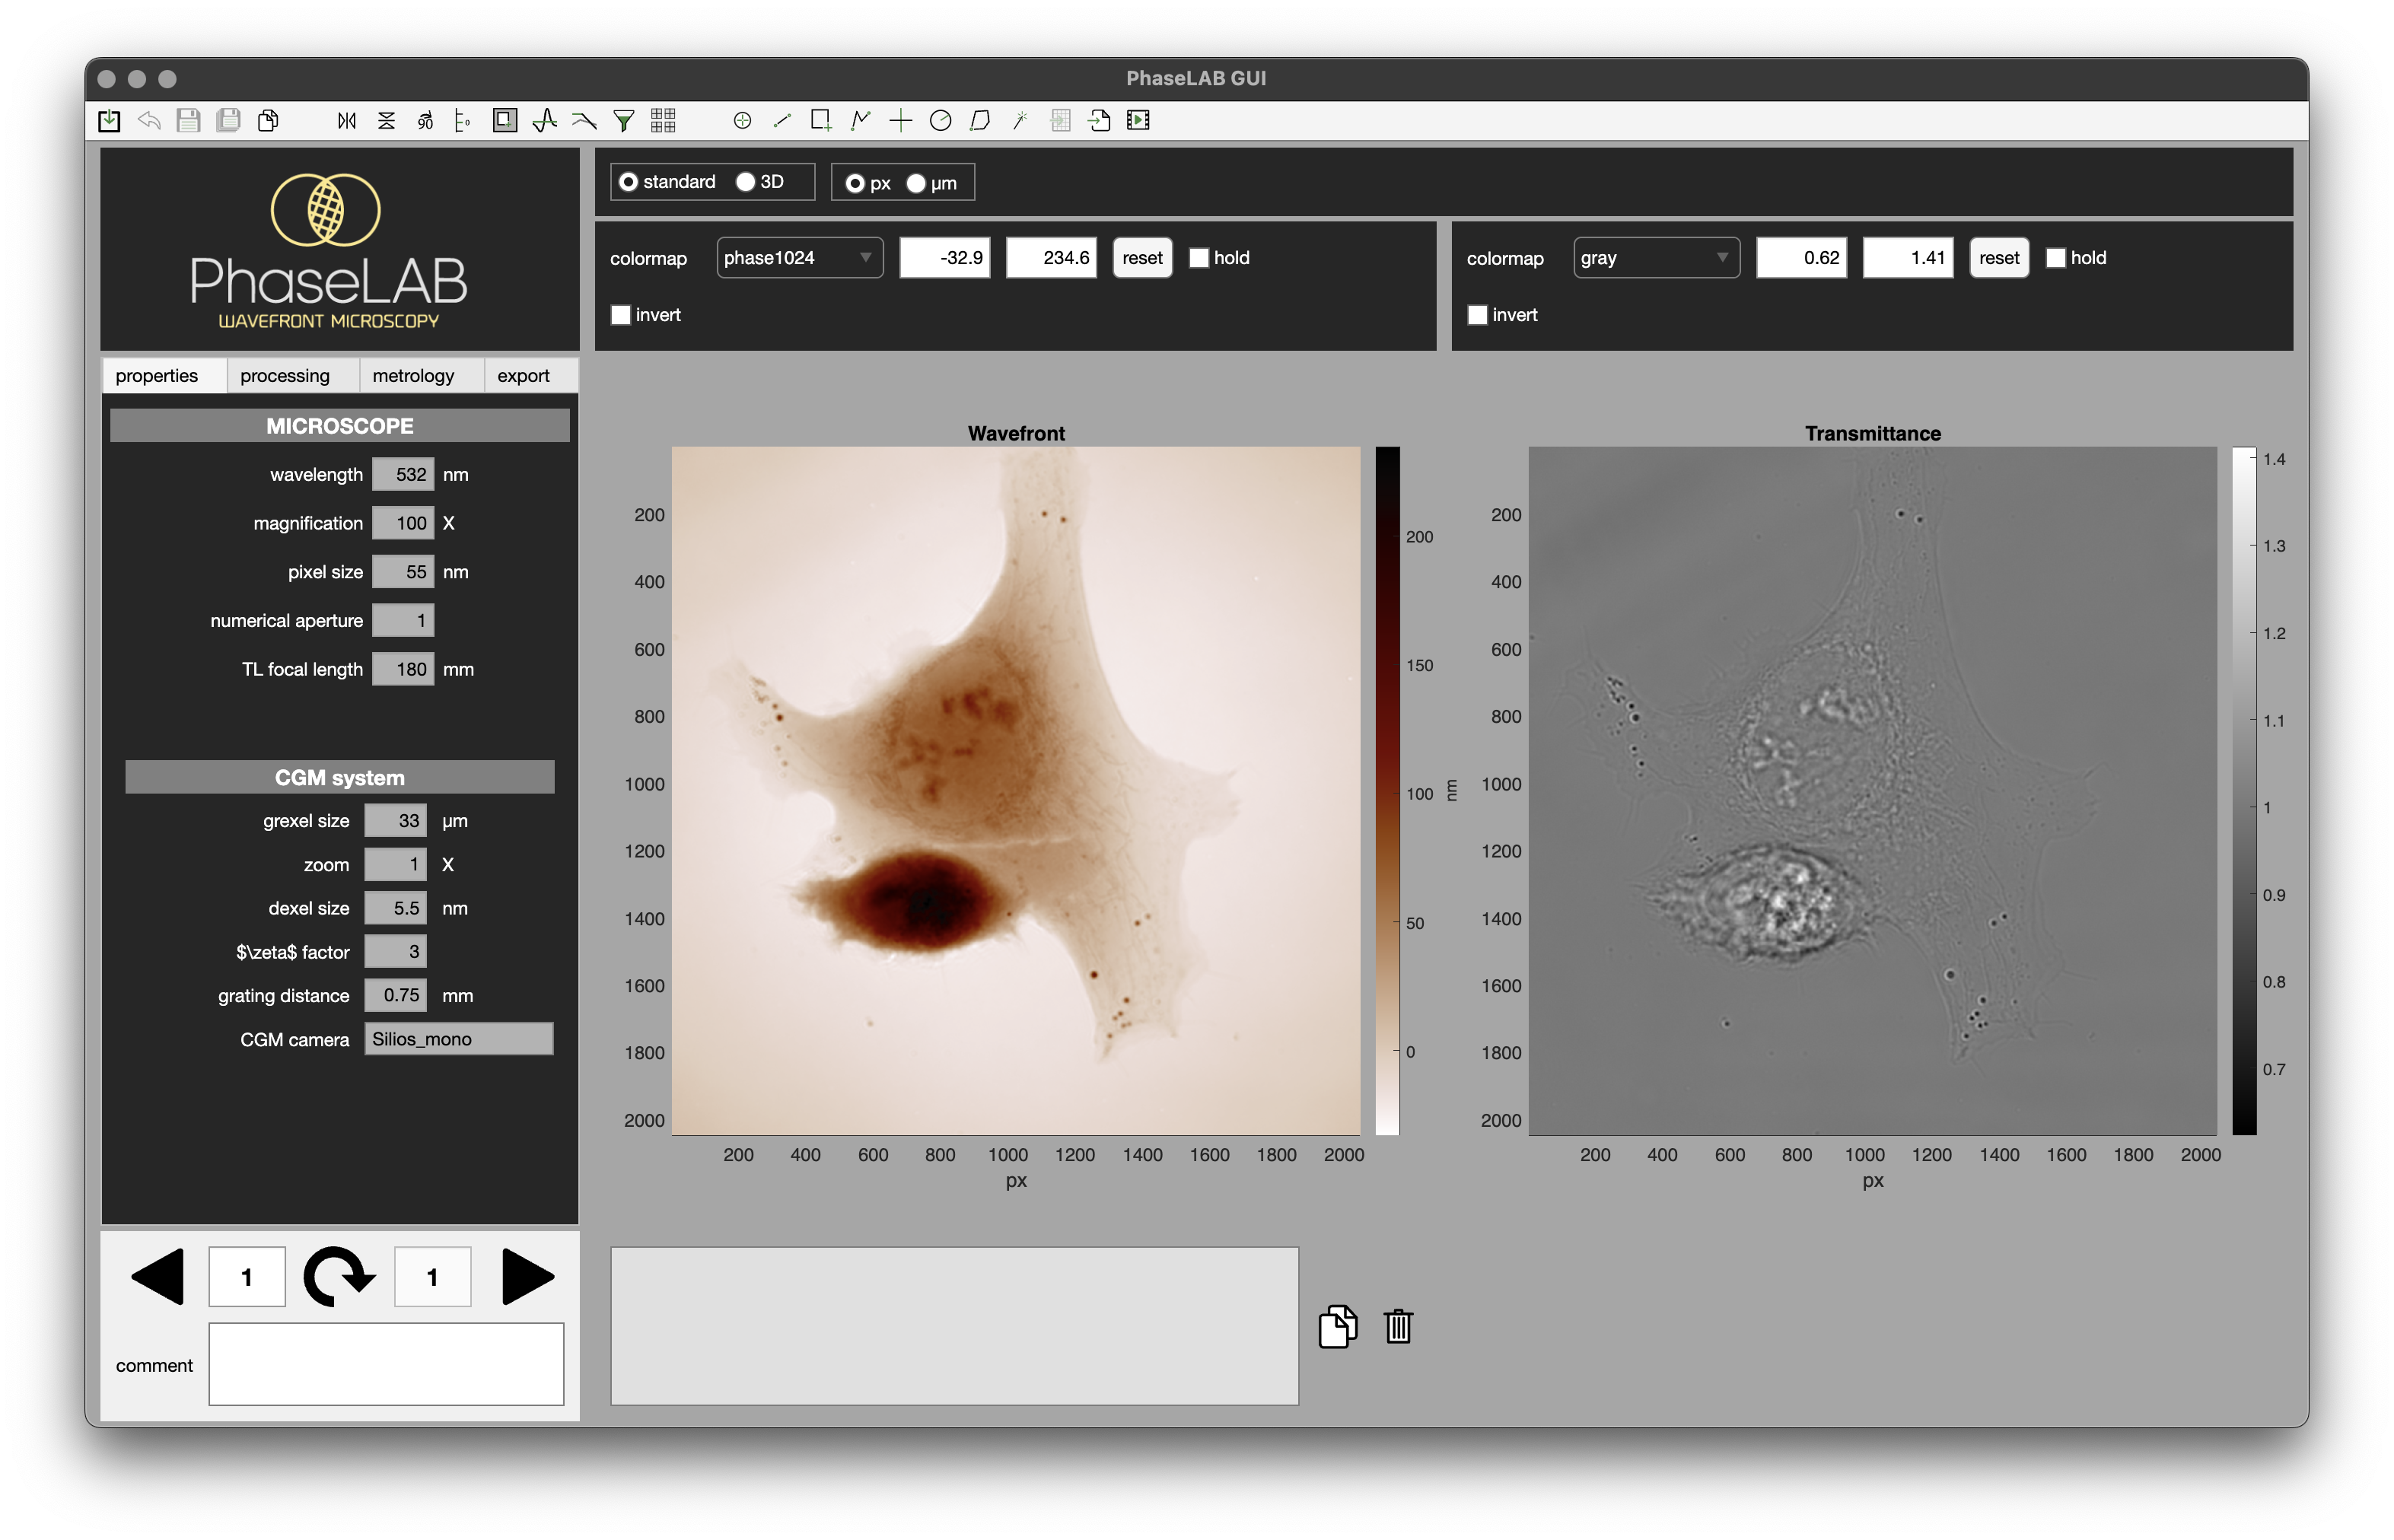 PhaseLAB GUI
90
0
PhaseLAB
WAVEFRONT MICROSCOPY
standard 3D px µm
colormap phase1024 -32.9 234.6 reset hold
invert
colormap gray 0.62 1.41 reset hold
invert
properties processing metrology export
MICROSCOPE
wavelength 532 nm
magnification 100 X
pixel size 55 nm
numerical aperture 1
TL focal length 180 mm
CGM system
grexel size 33 µm
zoom 1 X
dexel size 5.5 nm
$\zeta$ factor 3
grating distance 0.75 mm
CGM camera Silios_mono
1 1
comment
Wavefront
200
400
600
800
1000
1200
1400
1600
1800
2000
200 400 600 800 1000 1200 1400 1600 1800 2000
px
200
150
100
50
0
nm
Transmittance
200
400
600
800
1000
1200
1400
1600
1800
2000
200 400 600 800 1000 1200 1400 1600 1800 2000
px
1.4
1.3
1.2
1.1
1
0.9
0.8
0.7